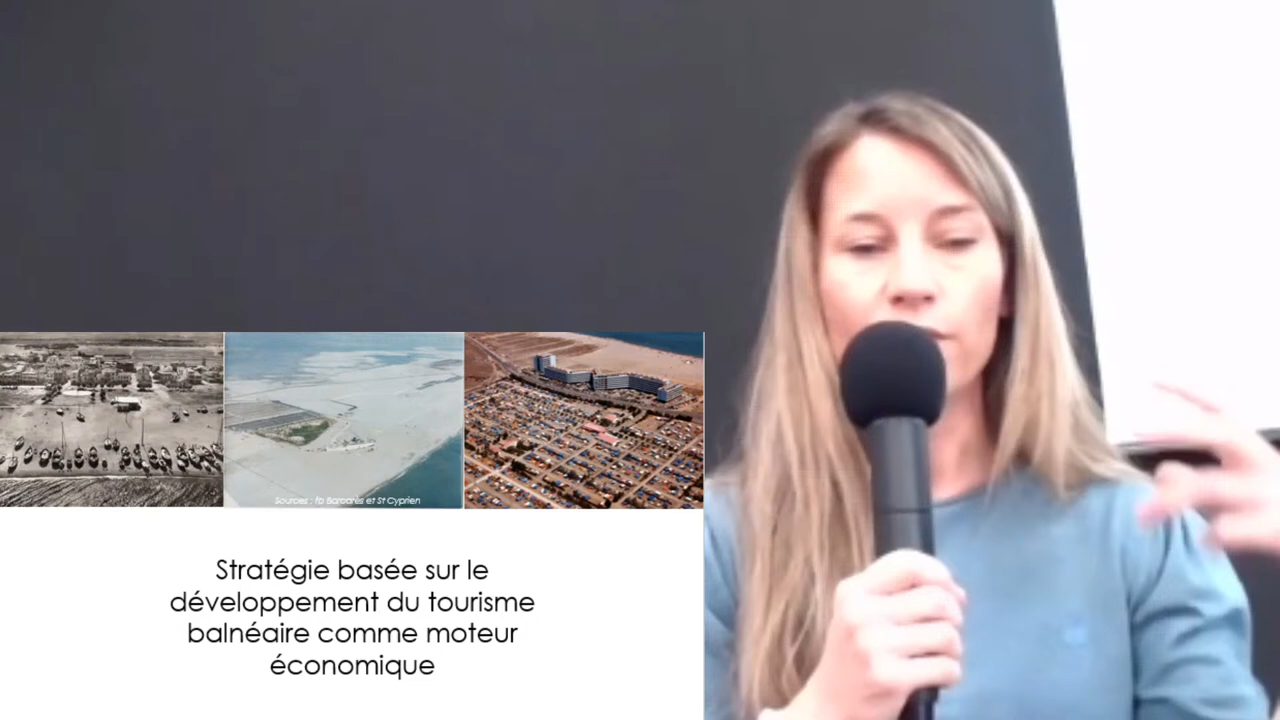 Sources : fb Barcarès et St Cyprien
Stratégie basée sur le
développement du tourisme
balnéaire comme moteur
économique